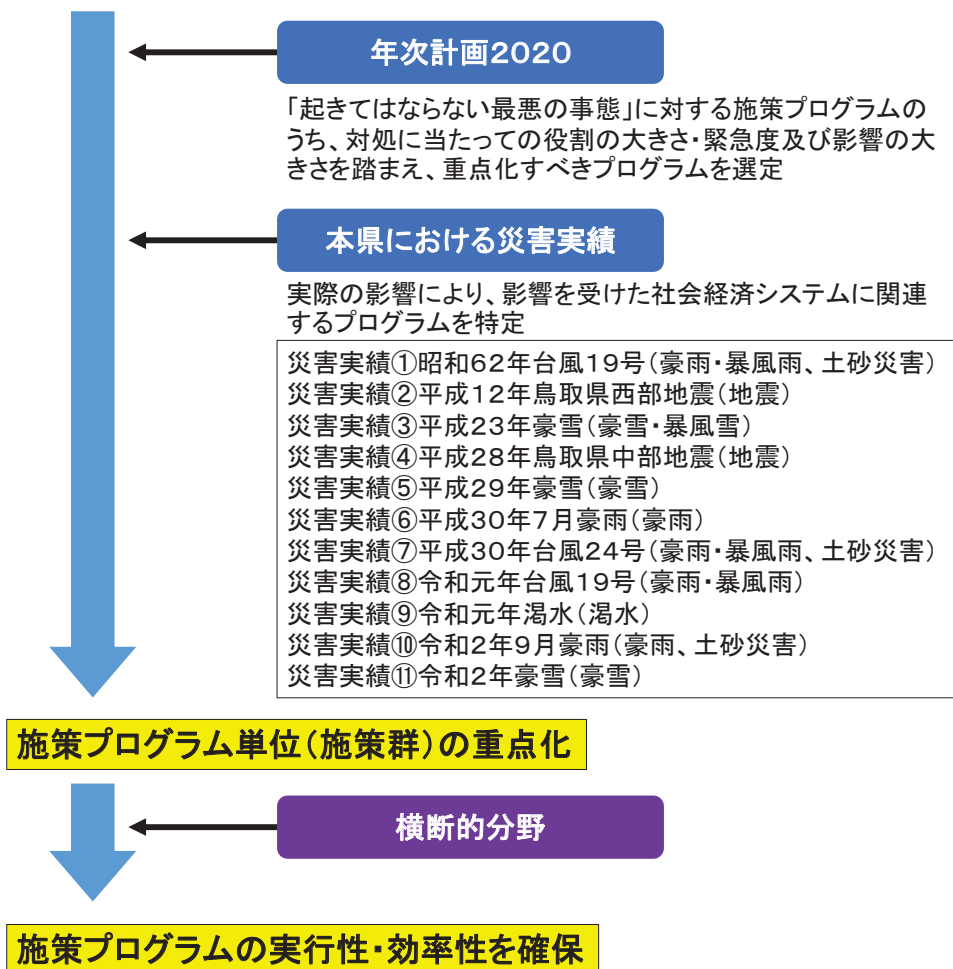 年次計画2020
「起きてはならない最悪の事態」に対する施策プログラムの
うち、対処に当たっての役割の大きさ・緊急度及び影響の大
きさを踏まえ、重点化すべきプログラムを選定
本県における災害実績
実際の影響により、影響を受けた社会経済システムに関連
するプログラムを特定
災害実績①昭和62年台風19号(豪雨・暴風雨、土砂災害)
災害実績②平成12年鳥取県西部地震(地震)
災害実績③平成23年豪雪(豪雪・暴風雪)
災害実績④平成28年鳥取県中部地震(地震)
災害実績⑤平成29年豪雪(豪雪)
災害実績⑥平成30年7月豪雨(豪雨)
災害実績⑦平成30年台風24号(豪雨・暴風雨、土砂災害)
災害実績⑧令和元年台風19号(豪雨・暴風雨)
災害実績⑨令和元年渇水(渇水)
災害実績⑩令和2年9月豪雨(豪雨、土砂災害)
災害実績⑪令和2年豪雪(豪雪)
施策プログラム単位(施策群)の重点化
横断的分野
施策プログラムの実行性・効率性を確保